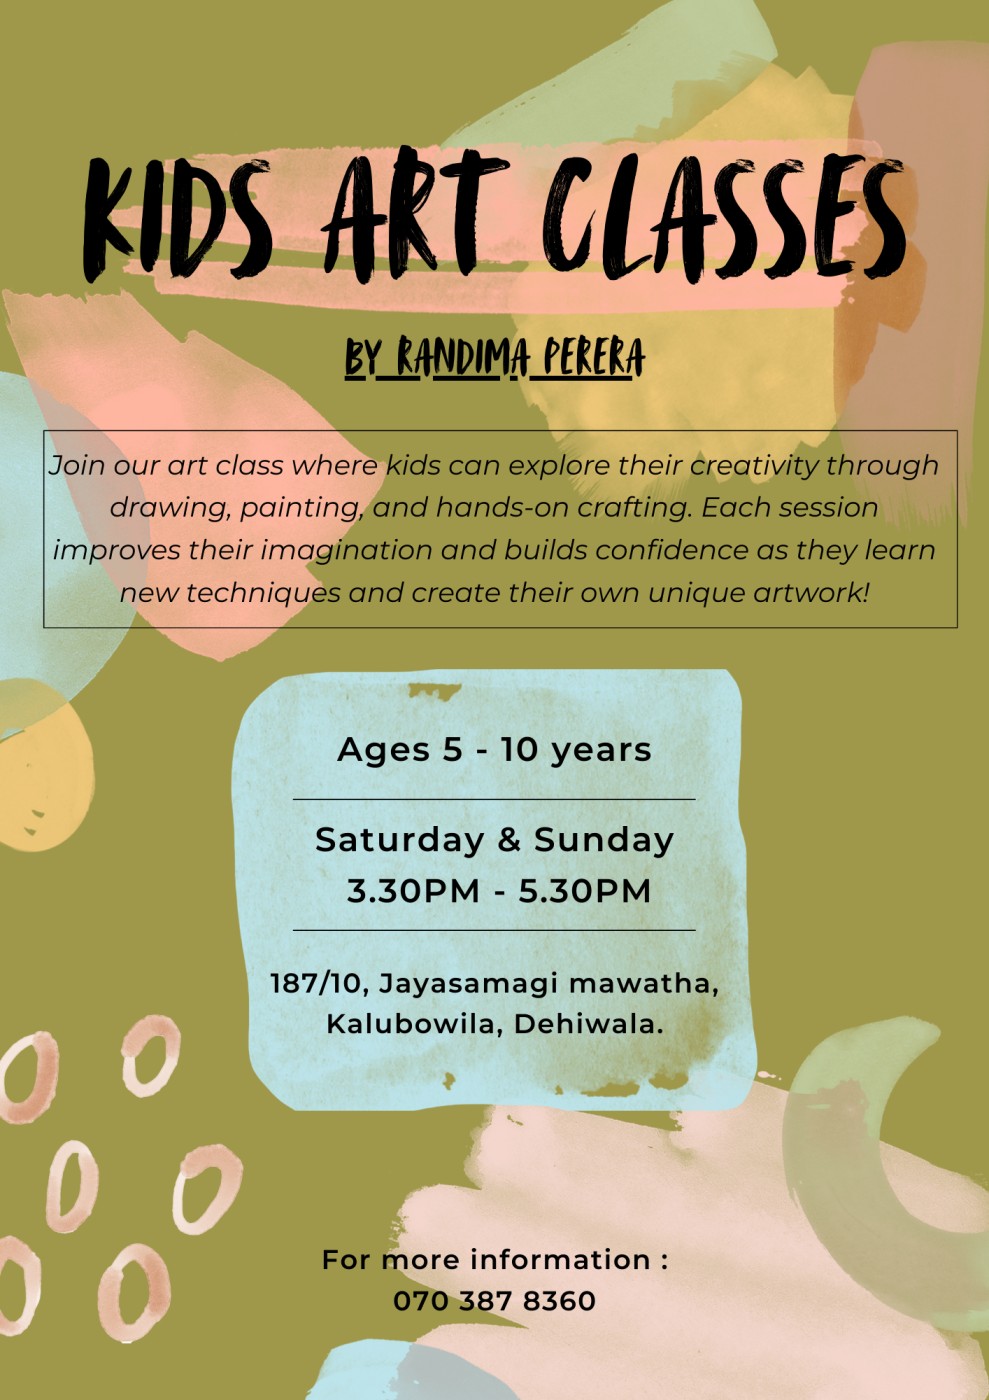 KIDS ART CLASSES
BY RANDIMA PERERA
Join our art class where kids can explore their creativity through
drawing, painting, and hands-on crafting. Each session
improves their imagination and builds confidence as they learn
new techniques and create their own unique artwork!
Ages 5 - 10 years
Saturday & Sunday
3.30PM - 5.30PM
187/10, Jayasamagi mawatha,
Kalubowila, Dehiwala.
For more information :
070 387 8360